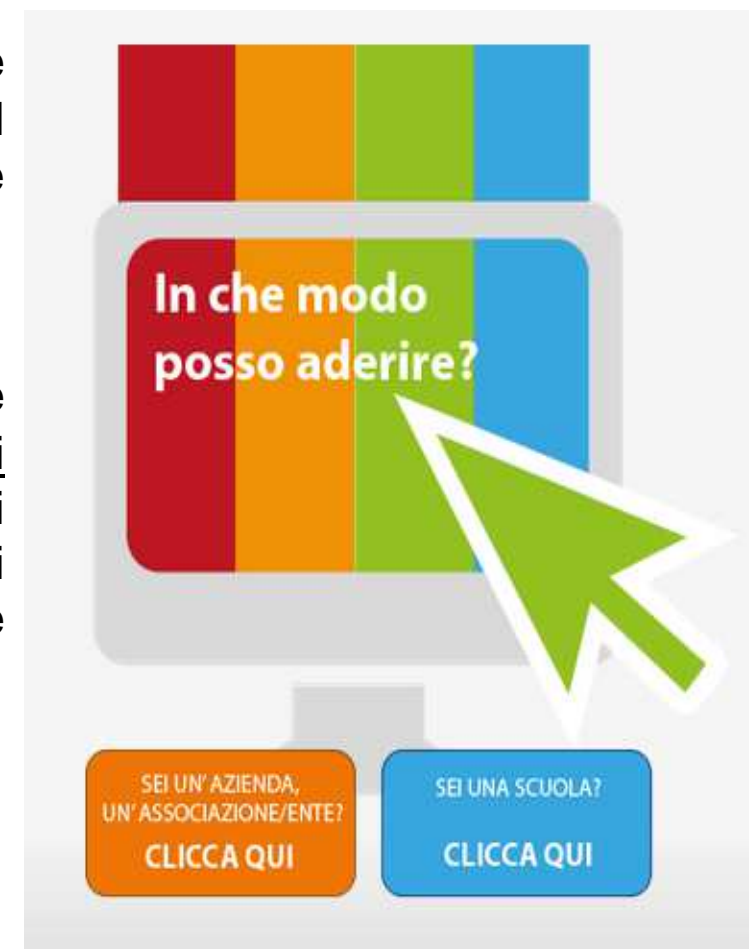 e
l
e
e
i
i
i
e
In che modo
posso aderire?
SEI UN' AZIENDA,
UN' ASSOCIAZIONE/ENTE?
CLICCA QUI
SEI UNA SCUOLA?
CLICCA QUI